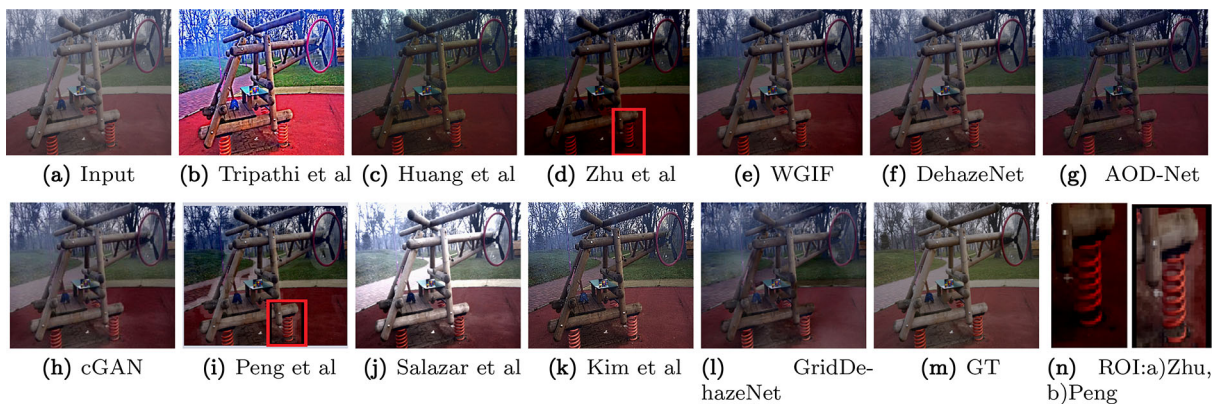 (a) Input
(b) Tripathi et al
(c) Huang et al
(d) Zhu et al
(e) WGIF
(f) DehazeNet
(g) AOD-Net
(h) cGAN
(i) Peng et al
(j) Salazar et al
(k) Kim et al
(l) GridDe-
hazeNet
(m) GT
(n) ROI:a)Zhu,
b)Peng